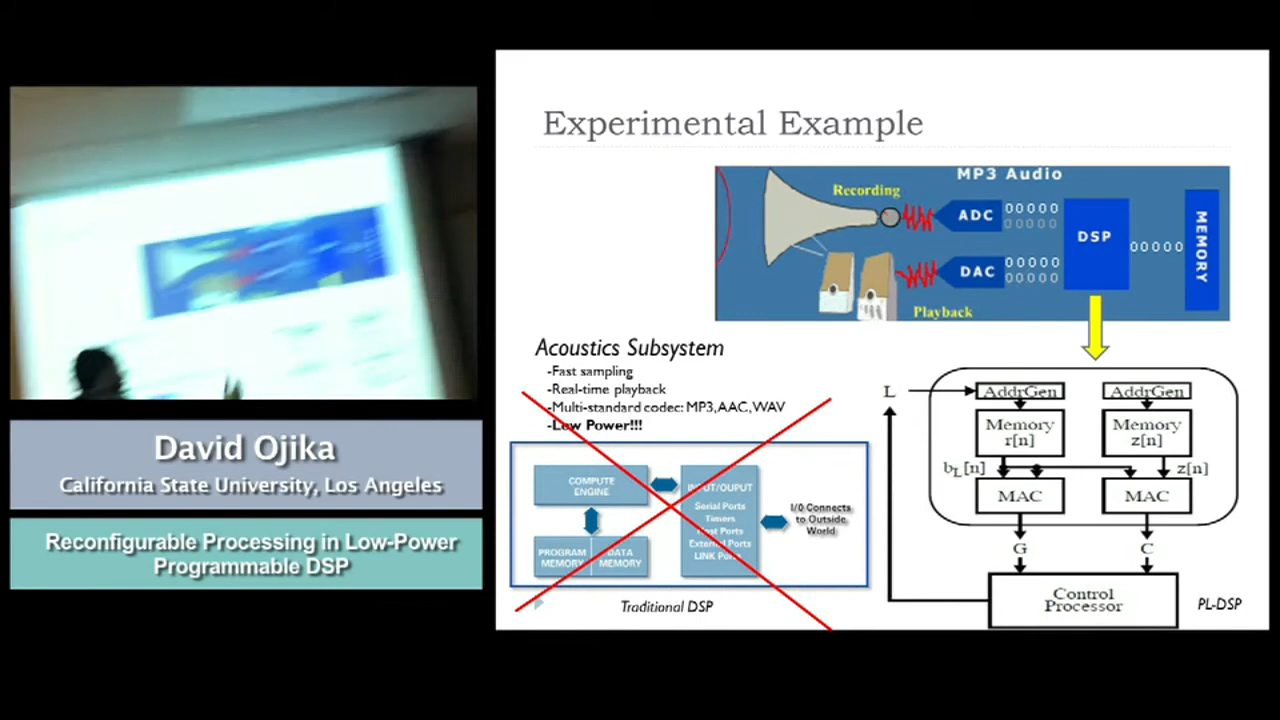 David Ojika
California State University, Los Angeles
Reconfigurable Processing in Low-Power
Programmable DSP
Experimental Example
MP3 Audio
Recording
ADC
00000
00000
DSP
00000
MEMORY
DAC
00000
00000
Playback
Acoustics Subsystem
-Fast sampling
-Real-time playback
-Multi-standard codec: MP3, AAC, WAV
-Low Power!!!
COMPUTE
ENGINE
PROGRAM
MEMORY
DATA
MEMORY
INPUT/OUPUT
Serial Ports
Timers
Host Ports
External Ports
LINK Ports
I/O Connects
to Outside
World
Traditional DSP
L
AddrGen
AddrGen
Memory
r[n]
Memory
z[n]
bL[n]
z[n]
MAC
MAC
G
C
Control
Processor
PL-DSP